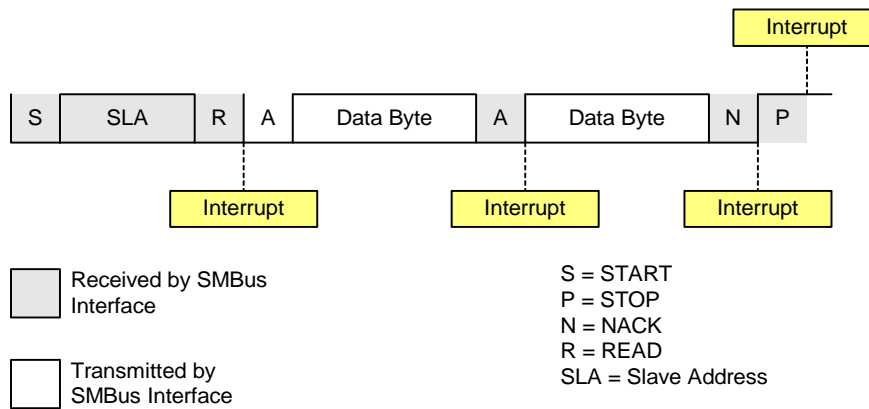 Interrupt
S SLA R A Data Byte A Data Byte N P
Interrupt Interrupt Interrupt
Received by SMBus
Interface
Transmitted by
SMBus Interface
S = START
P = STOP
N = NACK
R = READ
SLA = Slave Address